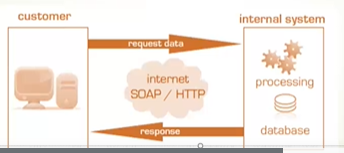 customer
internal system
request data
internet
SOAP / HTTP
processing
database
response